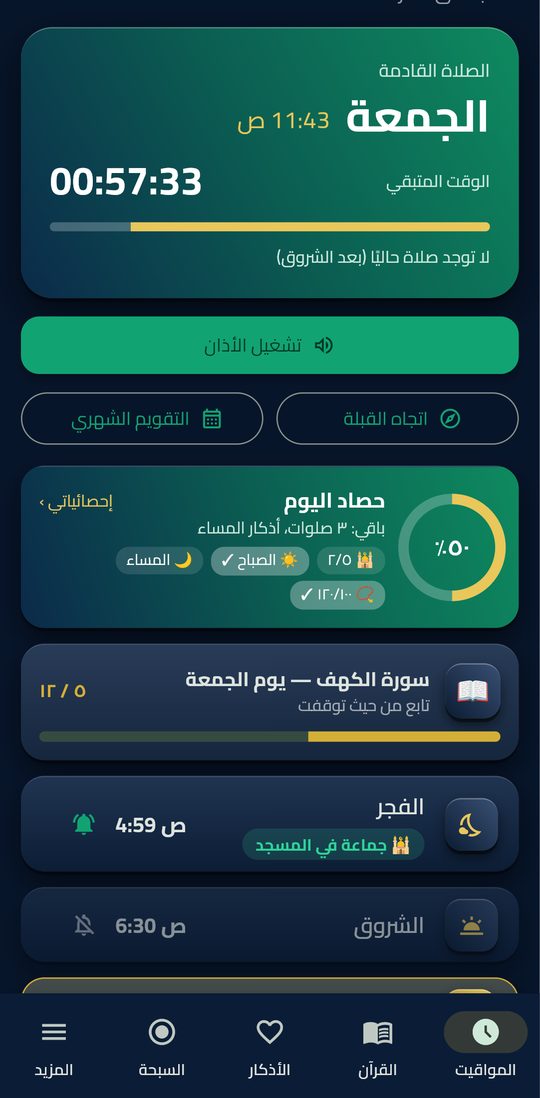 الصلاة القادمة
الجمعة 11:43 ص
الوقت المتبقي 00:57:33
لا توجد صلاة حاليًا (بعد الشروق)
تشغيل الأذان
اتجاه القبلة
التقويم الشهري
٪٥٠
حصاد اليوم
إحصائياتي ›
باقي: ٣ صلوات، أذكار المساء
🕌 ٢/٥
☀️ الصباح ✓
🌙 المساء
📿 ١٢٠/١٠٠ ✓
سورة الكهف — يوم الجمعة
٥ / ١٢
تابع من حيث توقفت
الفجر
4:59 ص
🕌 جماعة في المسجد
الشروق
6:30 ص
المواقيت
القرآن
الأذكار
السبحة
المزيد